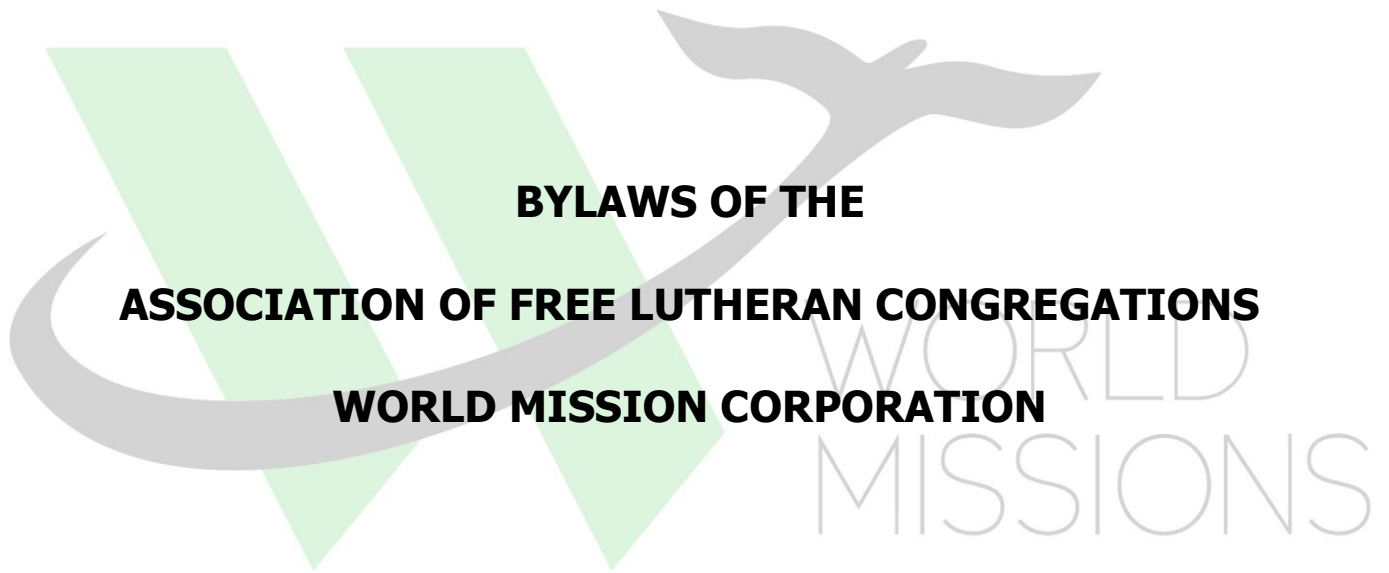 BYLAWS OF THE
ASSOCIATION OF FREE LUTHERAN CONGREGATIONS
WORLD MISSION CORPORATION
WORLD
MISSIONS